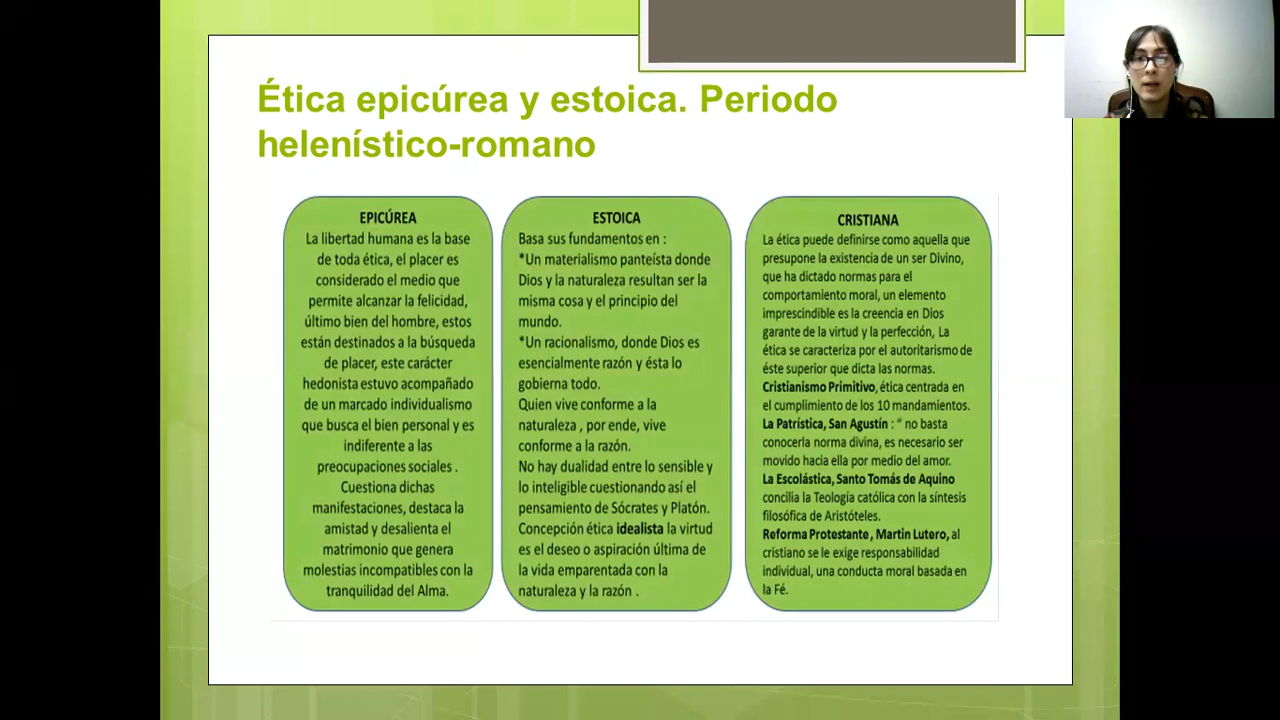 Ética epicúrea y estoica. Periodo
helenístico-romano
EPICÚREA
La libertad humana es la base
de toda ética, el placer es
considerado el medio que
permite alcanzar la felicidad,
último bien del hombre, estos
están destinados a la búsqueda
de placer, este carácter
hedonista estuvo acompañado
de un marcado individualismo
que busca el bien personal y es
indiferente a las
preocupaciones sociales .
Cuestiona dichas
manifestaciones, destaca la
amistad y desalienta el
matrimonio que genera
molestias incompatibles con la
tranquilidad del Alma.
ESTOICA
Basa sus fundamentos en :
*Un materialismo panteísta donde
Dios y la naturaleza resultan ser la
misma cosa y el principio del
mundo.
*Un racionalismo, donde Dios es
esencialmente razón y ésta lo
gobierna todo.
Quien vive conforme a la
naturaleza , por ende, vive
conforme a la razón.
No hay dualidad entre lo sensible y
lo inteligible cuestionando así el
pensamiento de Sócrates y Platón.
Concepción ética idealista la virtud
es el deseo o aspiración última de
la vida emparentada con la
naturaleza y la razón .
CRISTIANA
La ética puede definirse como aquella que
presupone la existencia de un ser Divino,
que ha dictado normas para el
comportamiento moral, un elemento
imprescindible es la creencia en Dios
garante de la virtud y la perfección, La
ética se caracteriza por el autoritarismo de
éste superior que dicta las normas.
Cristianismo Primitivo, ética centrada en
el cumplimiento de los 10 mandamientos.
La Patrística, San Agustín : “ no basta
conocerla norma divina, es necesario ser
movido hacia ella por medio del amor.
La Escolástica, Santo Tomás de Aquino
concilia la Teología católica con la síntesis
filosófica de Aristóteles.
Reforma Protestante , Martin Lutero, al
cristiano se le exige responsabilidad
individual, una conducta moral basada en
la Fé.